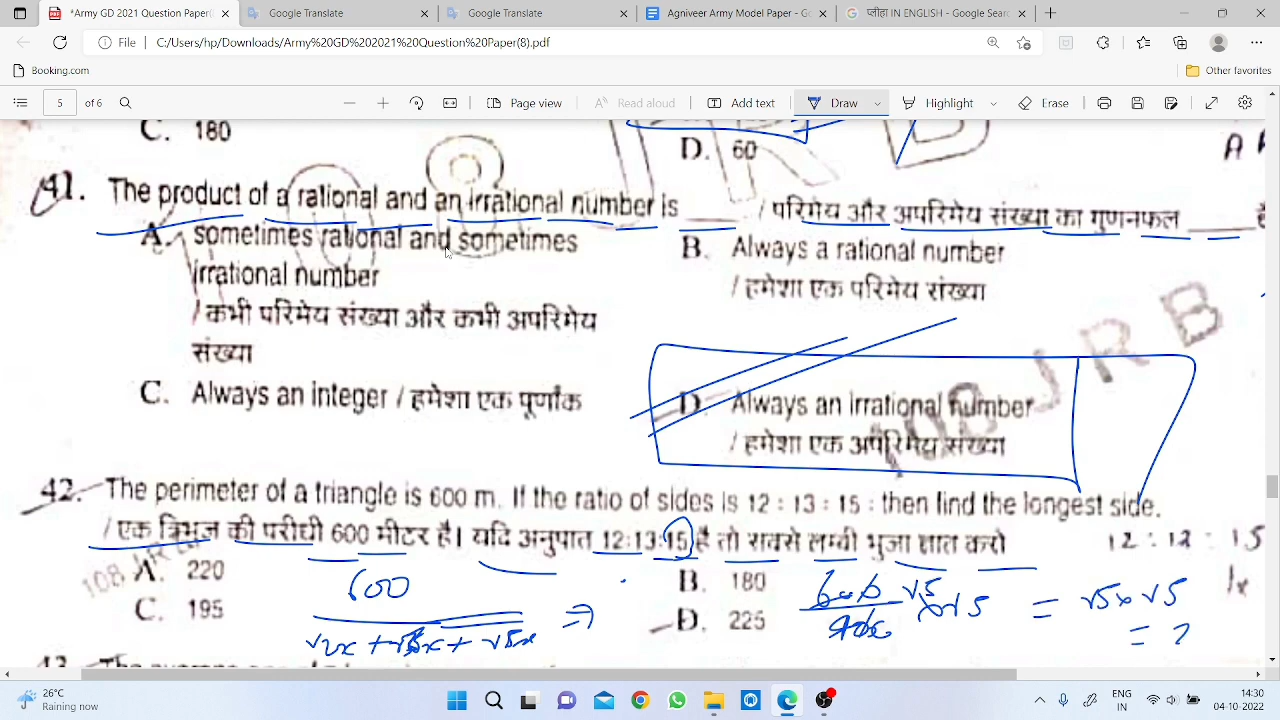 *Army GD 2021 Question Paper
Google Translate
Google Translate
Agniveer Army Model Paper - Go
प्लीहा IN ENGLISH - Google Sear
File
C:/Users/hp/Downloads/Army%20GD%202021%20Question%20Paper(8).pdf
Booking.com
Other favorites
5 of 6
Page view
Read aloud
Add text
Draw
Highlight
Erase
C. 180
D. 60
41. The product of a rational and an irrational number is ____ / परिमेय और अपरिमेय संख्या का गुणनफल ____
A. sometimes rational and sometimes
irrational number
/ कभी परिमेय संख्या और कभी अपरिमेय
संख्या
B. Always a rational number
/ हमेशा एक परिमेय संख्या
C. Always an integer / हमेशा एक पूर्णांक
D. Always an irrational number
/ हमेशा एक अपरिमेय संख्या
J R B
42. The perimeter of a triangle is 600 m. If the ratio of sides is 12 : 13 : 15 : then find the longest side.
/ एक त्रिभुज की परीधी 600 मीटर है। यदि अनुपात 12:13:15 है तो सबसे लम्बी भुजा ज्ञात करो
A. 220
B. 180
C. 195
D. 225
600
26°C
Raining now
ENG
IN
14:30
04-10-2022